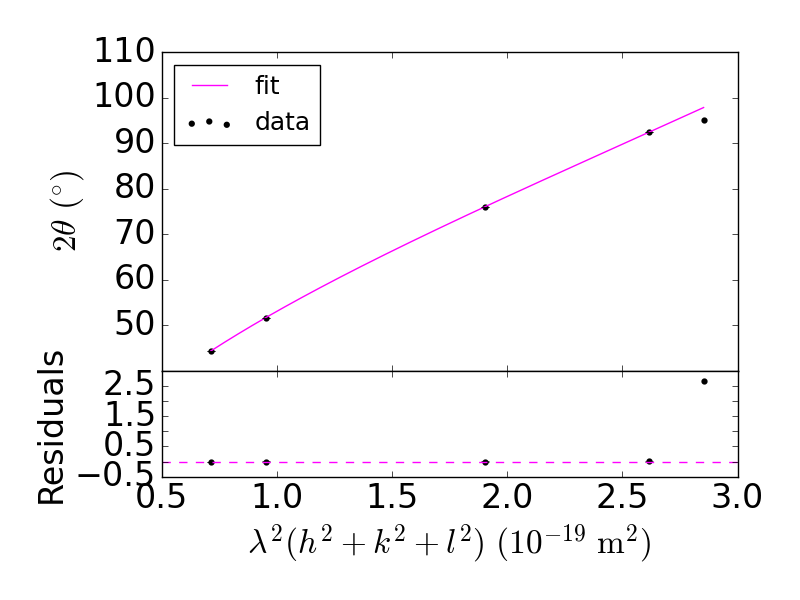 110
100
90
80
70
60
50
2θ (°)
fit
data
2.5
1.5
0.5
−0.5
Residuals
0.5 1.0 1.5 2.0 2.5 3.0
λ²(h² + k² + l²) (10⁻¹⁹ m²)